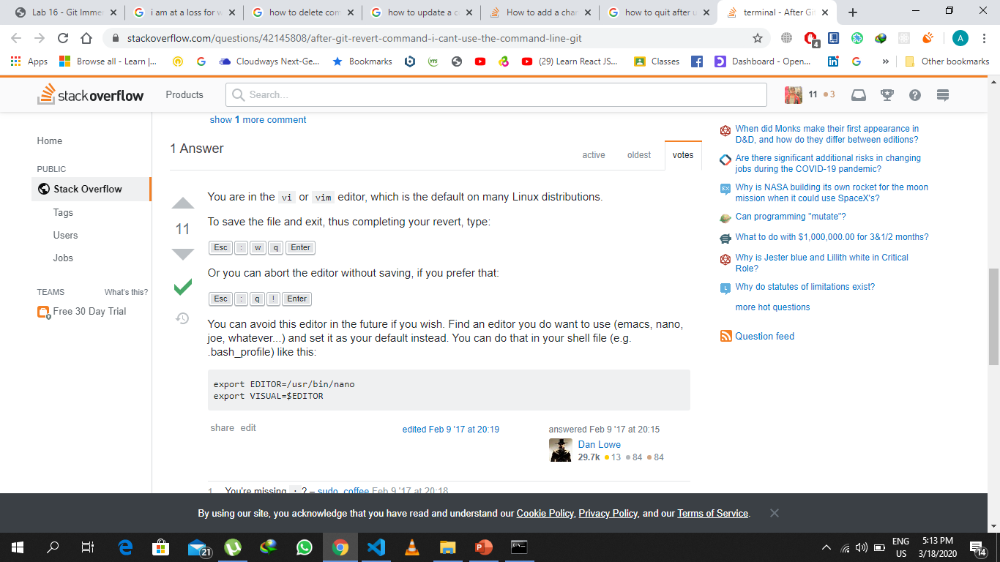 Lab 16 - Git Immer
i am at a loss for w
how to delete com
how to update a c
How to add a char
how to quit after u
terminal - After Git
stackoverflow.com/questions/42145808/after-git-revert-command-i-cant-use-the-command-line-git
4
A
Apps
Browse all - Learn |...
Cloudways Next-Ge...
Bookmarks
(29) Learn React JS...
Classes
Dashboard - Open...
Other bookmarks
stackoverflow
Products
Search...
11
3
Home
PUBLIC
Stack Overflow
Tags
Users
Jobs
TEAMS
What's this?
Free 30 Day Trial
show 1 more comment
1 Answer
active
oldest
votes
11
You are in the vi or vim editor, which is the default on many Linux distributions.
To save the file and exit, thus completing your revert, type:
Esc : w q Enter
Or you can abort the editor without saving, if you prefer that:
Esc : q ! Enter
You can avoid this editor in the future if you wish. Find an editor you do want to use (emacs, nano,
joe, whatever...) and set it as your default instead. You can do that in your shell file (e.g.
.bash_profile) like this:
export EDITOR=/usr/bin/nano
export VISUAL=$EDITOR
share edit
edited Feb 9 '17 at 20:19
answered Feb 9 '17 at 20:15
Dan Lowe
29.7k 13 84 84
1 You're missing : ? – sudo_coffee Feb 9 '17 at 20:18
When did Monks make their first appearance in
D&D, and how do they differ between editions?
Are there significant additional risks in changing
jobs during the COVID-19 pandemic?
Why is NASA building its own rocket for the moon
mission when it could use SpaceX's?
Can programming "mutate"?
What to do with $1,000,000.00 for 3&1/2 months?
Why is Jester blue and Lillith white in Critical
Role?
Why do statutes of limitations exist?
more hot questions
Question feed
By using our site, you acknowledge that you have read and understand our Cookie Policy, Privacy Policy, and our Terms of Service.
21
ENG
US
5:13 PM
3/18/2020
14